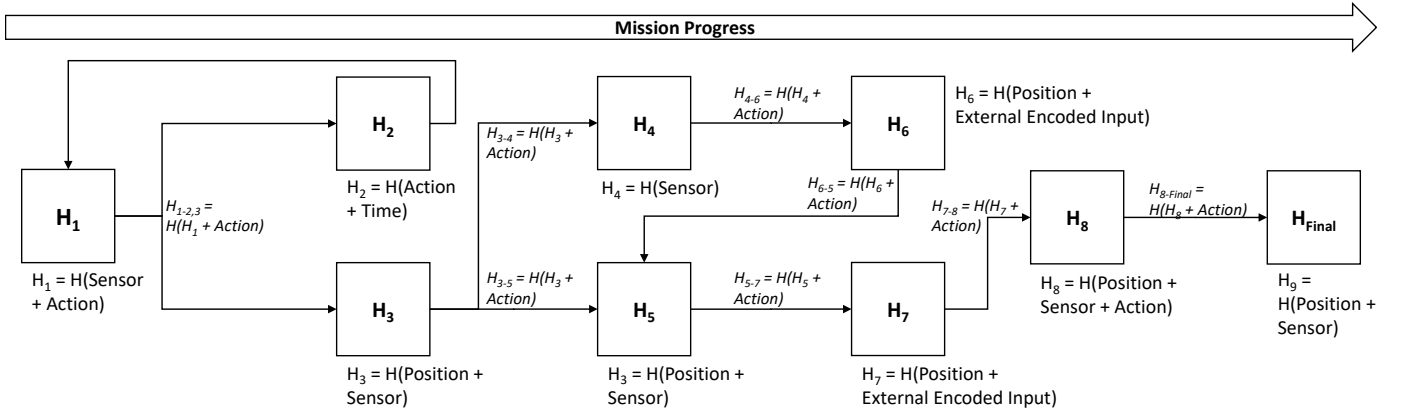 Mission Progress
H1
H1 = H(Sensor
+ Action)
H1-2,3 =
H(H1 + Action)
H2
H2 = H(Action
+ Time)
H3
H3 = H(Position +
Sensor)
H3-4 = H(H3 +
Action)
H3-5 = H(H3 +
Action)
H4
H4 = H(Sensor)
H4-6 = H(H4 +
Action)
H6
H6 = H(Position +
External Encoded Input)
H6-5 = H(H6 +
Action)
H5
H3 = H(Position +
Sensor)
H5-7 = H(H5 +
Action)
H7
H7 = H(Position +
External Encoded Input)
H7-8 = H(H7 +
Action)
H8
H8 = H(Position +
Sensor + Action)
H8-Final =
H(H8 + Action)
HFinal
H9 =
H(Position +
Sensor)